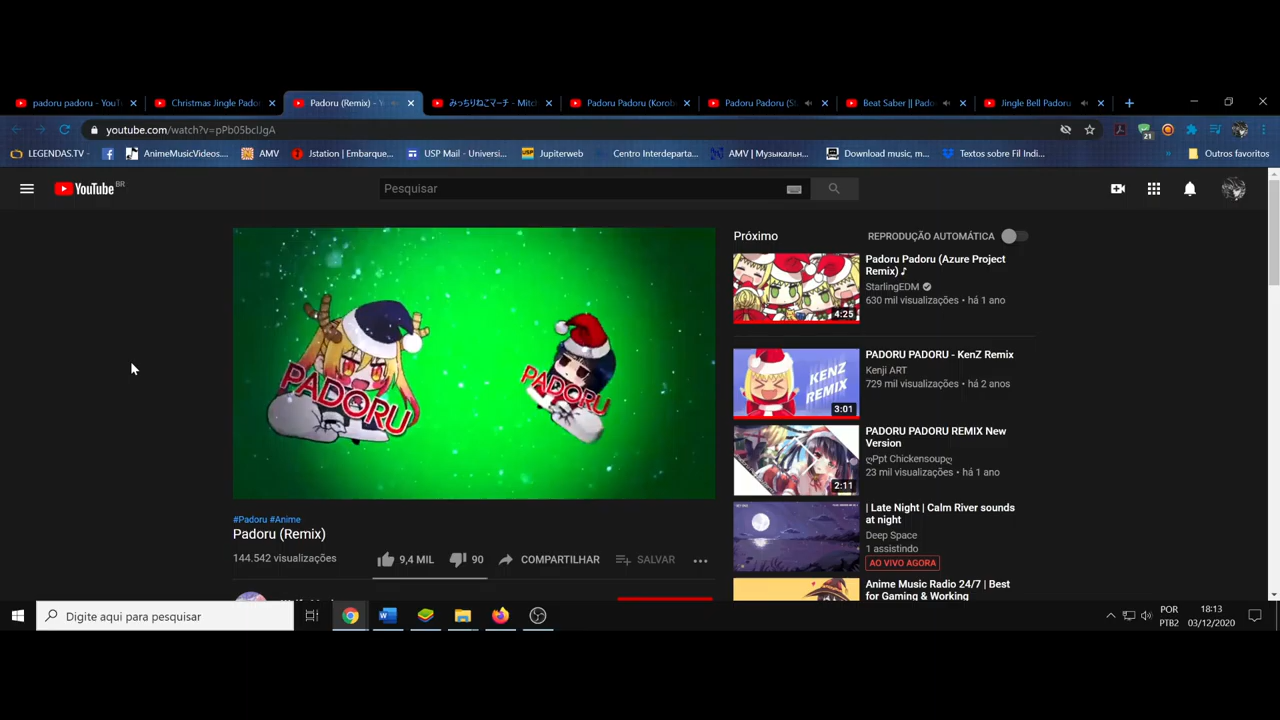 padoru padoru - YouT
Christmas Jingle Pado
Padoru (Remix) - Y
みっちりねこマーチ - Mitc
Padoru Padoru (Korob
Padoru Padoru (S
Beat Saber || Pado
Jingle Bell Padoru
youtube.com/watch?v=pPb05bclJgA
21
LEGENDAS.TV -
AnimeMusicVideos....
AMV
Jstation | Embarque...
USP Mail - Universi...
Jupiterweb
Centro Interdeparta...
AMV | Музыкальн...
Download music, m...
Textos sobre Fil Indi...
»
Outros favoritos
YouTube BR
Pesquisar
PADORU
PADORU
#Padoru #Anime
Padoru (Remix)
144.542 visualizações
9,4 MIL
90
COMPARTILHAR
SALVAR
Próximo
REPRODUÇÃO AUTOMÁTICA
Padoru Padoru (Azure Project
Remix)♪
StarlingEDM
630 mil visualizações • há 1 ano
4:25
PADORU PADORU - KenZ Remix
Kenji ART
729 mil visualizações • há 2 anos
KENZ
REMIX
3:01
PADORU PADORU REMIX New
Version
ღPpt Chickensoupღ
23 mil visualizações • há 1 ano
2:11
| Late Night | Calm River sounds
at night
Deep Space
1 assistindo
AO VIVO AGORA
Anime Music Radio 24/7 | Best
for Gaming & Working
Digite aqui para pesquisar
POR
PTB2
18:13
03/12/2020